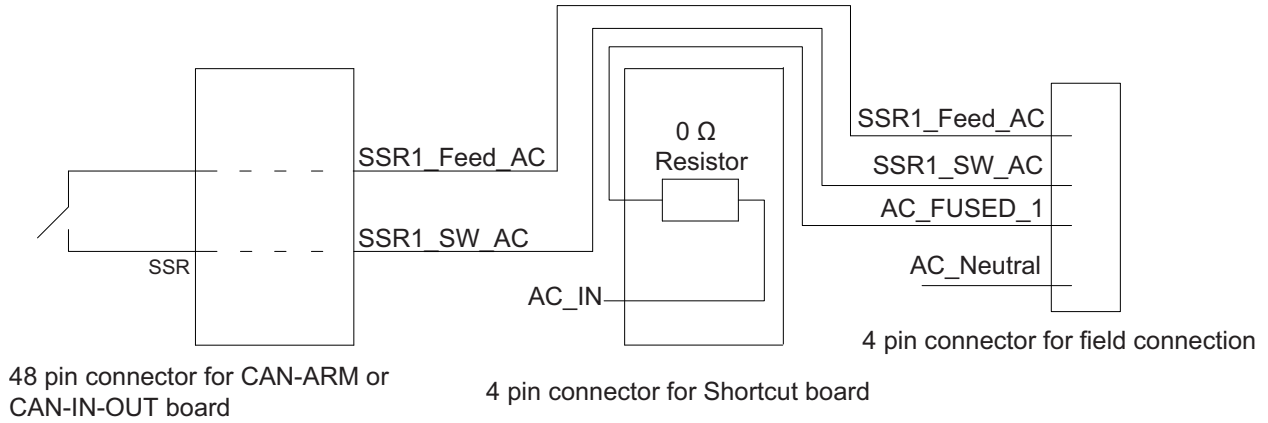 SSR1_Feed_AC
SSR1_SW_AC
SSR
48 pin connector for CAN-ARM or
CAN-IN-OUT board
0 Ω
Resistor
AC_IN
4 pin connector for Shortcut board
SSR1_Feed_AC
SSR1_SW_AC
AC_FUSED_1
AC_Neutral
4 pin connector for field connection